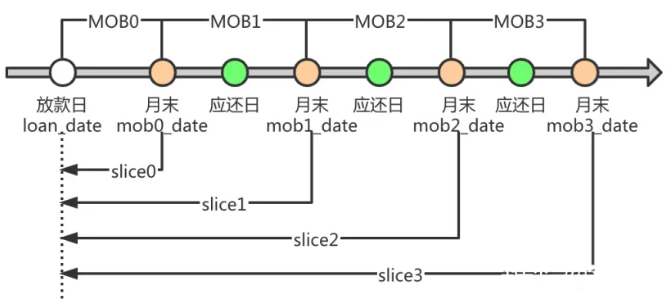 MOB0 MOB1 MOB2 MOB3
放款日 月末 应还日 月末 应还日 月末 应还日 月末
loan_date mob0_date mob1_date mob2_date mob3_date
slice0
slice1
slice2
slice3